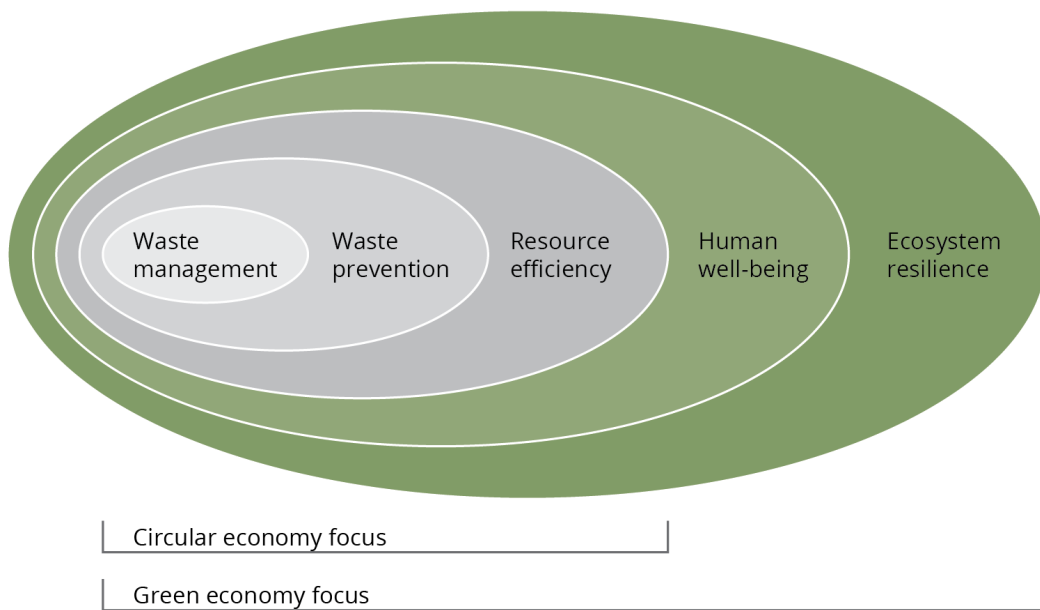 Waste
management
Waste
prevention
Resource
efficiency
Human
well-being
Ecosystem
resilience
Circular economy focus
Green economy focus